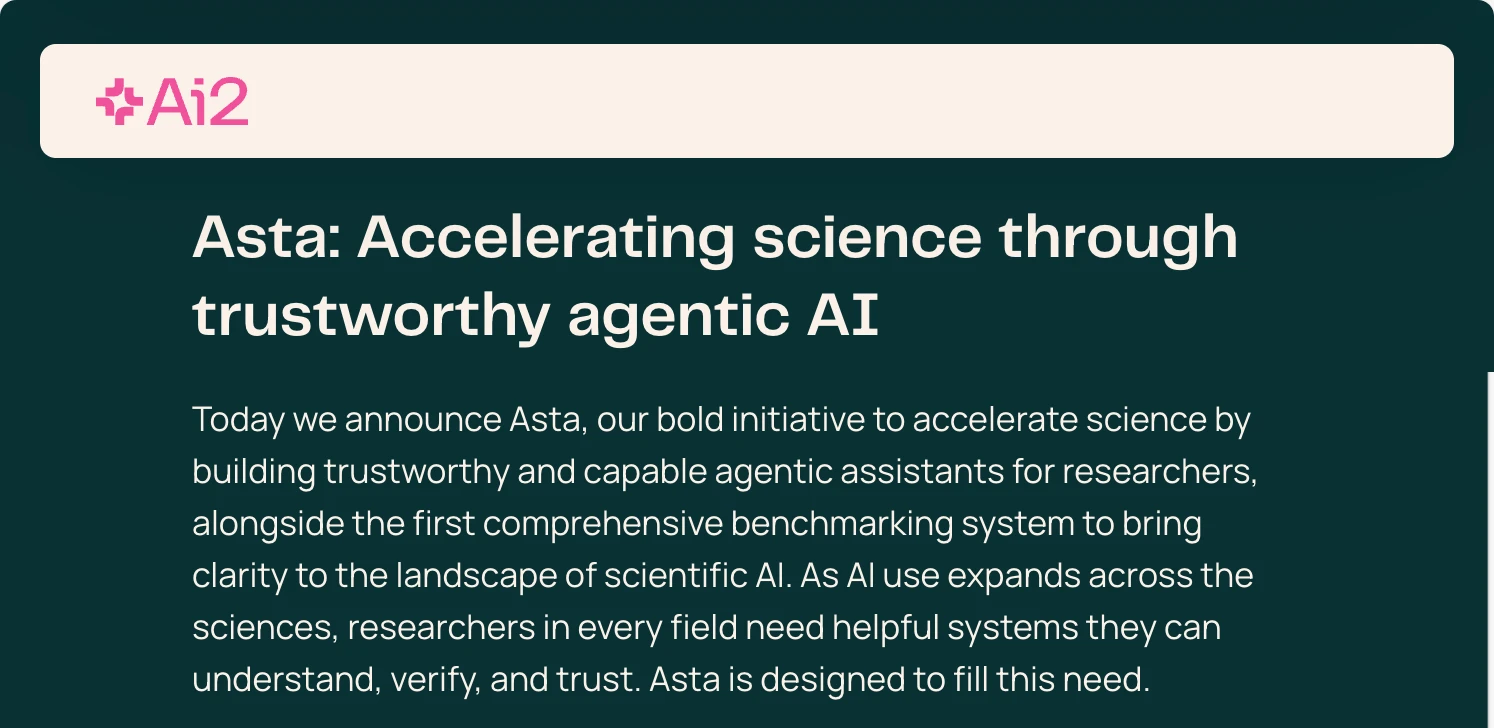 Ai2
Asta: Accelerating science through
trustworthy agentic AI
Today we announce Asta, our bold initiative to accelerate science by
building trustworthy and capable agentic assistants for researchers,
alongside the first comprehensive benchmarking system to bring
clarity to the landscape of scientific AI. As AI use expands across the
sciences, researchers in every field need helpful systems they can
understand, verify, and trust. Asta is designed to fill this need.